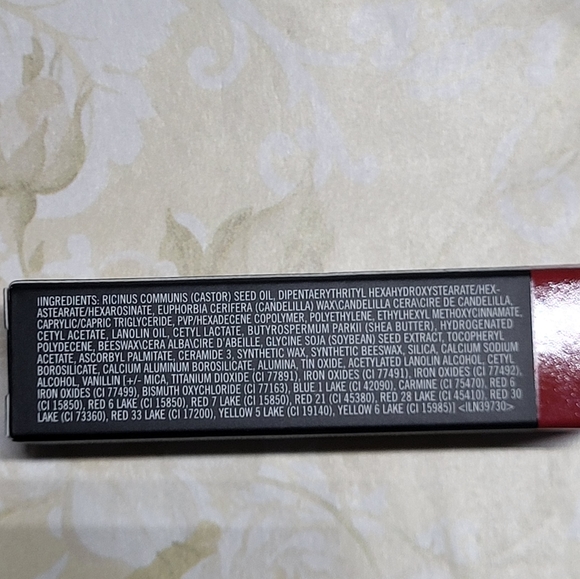 IINGREDIENTS: RICINUS COMMUNIS (CASTOR) SEED OIL, DIPENTAERYTHRITYL HEXAHYDROXYSTEARATE/HEX-
ASTEARATE/HEXAROSINATE, EUPHORBIA CERIFERA (CANDELILLA) WAX\CANDELILLA CERA\CIRE DE CANDELILLA,
CAPRYLIC/CAPRIC TRIGLYCERIDE, PVP/HEXADECENE COPOLYMER, POLYETHYLENE, ETHYLHEXYL METHOXYCINNAMATE,
CETYL ACETATE, LANOLIN OIL, CETYL LACTATE, BUTYROSPERMUM PARKII (SHEA BUTTER), HYDROGENATED
POLYDECENE, BEESWAX\CERA ALBA\CIRE D'ABEILLE, GLYCINE SOJA (SOYBEAN) SEED EXTRACT, TOCOPHERYL
ACETATE, ASCORBYL PALMITATE, CERAMIDE 3, SYNTHETIC WAX, SYNTHETIC BEESWAX, SILICA, CALCIUM SODIUM
BOROSILICATE, CALCIUM ALUMINUM BOROSILICATE, ALUMINA, TIN OXIDE, ACETYLATED LANOLIN ALCOHOL, CETYL
ALCOHOL, VANILLIN [+/- MICA, TITANIUM DIOXIDE (CI 77891), IRON OXIDES (CI 77491), IRON OXIDES (CI 77492),
IRON OXIDES (CI 77499), BISMUTH OXYCHLORIDE (CI 77163), BLUE 1 LAKE (CI 42090), CARMINE (CI 75470), RED 6
(CI 15850), RED 6 LAKE (CI 15850), RED 7 LAKE (CI 15850), RED 21 (CI 45380), RED 28 LAKE (CI 45410), RED 30
LAKE (CI 73360), RED 33 LAKE (CI 17200), YELLOW 5 LAKE (CI 19140), YELLOW 6 LAKE (CI 15985)] <ILN39730>